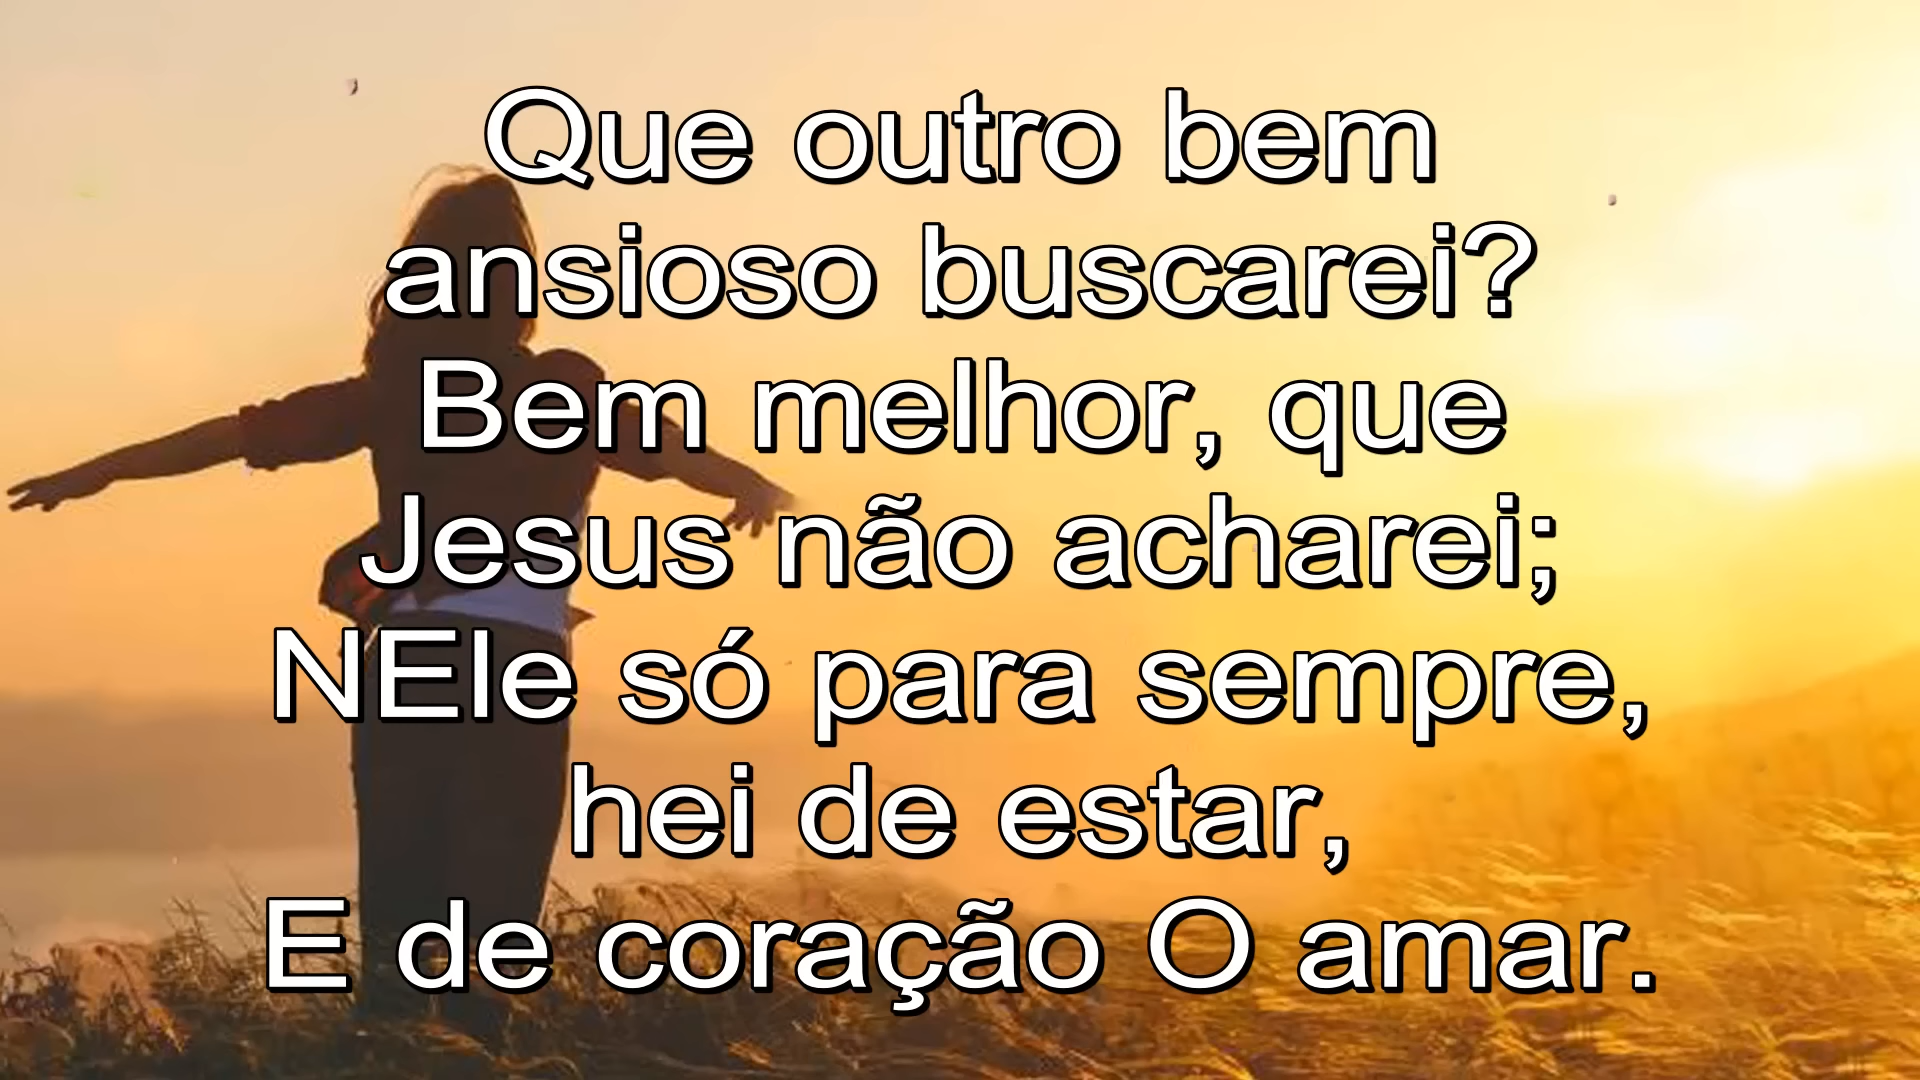 Que outro bem
ansioso buscarei?
Bem melhor, que
Jesus não acharei;
NEle só para sempre,
hei de estar,
E de coração O amar.